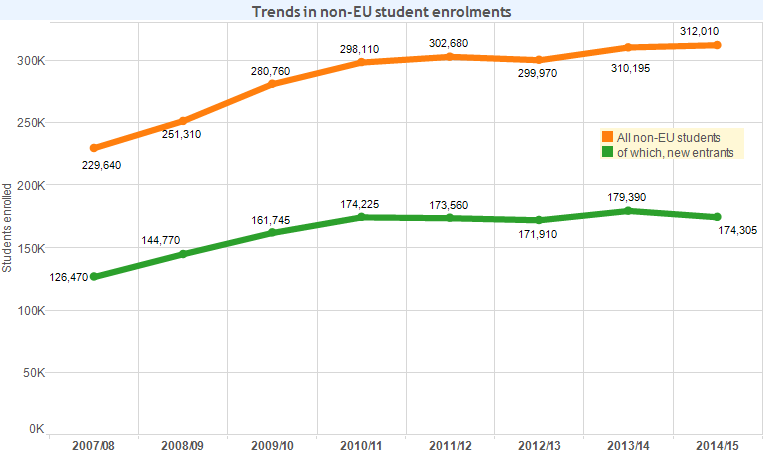 Trends in non-EU student enrolments
300K
250K
200K
150K
100K
50K
0K
Students enrolled
229,640
251,310
280,760
298,110
302,680
299,970
310,195
312,010
All non-EU students
of which, new entrants
126,470
144,770
161,745
174,225
173,560
171,910
179,390
174,305
2007/08
2008/09
2009/10
2010/11
2011/12
2012/13
2013/14
2014/15